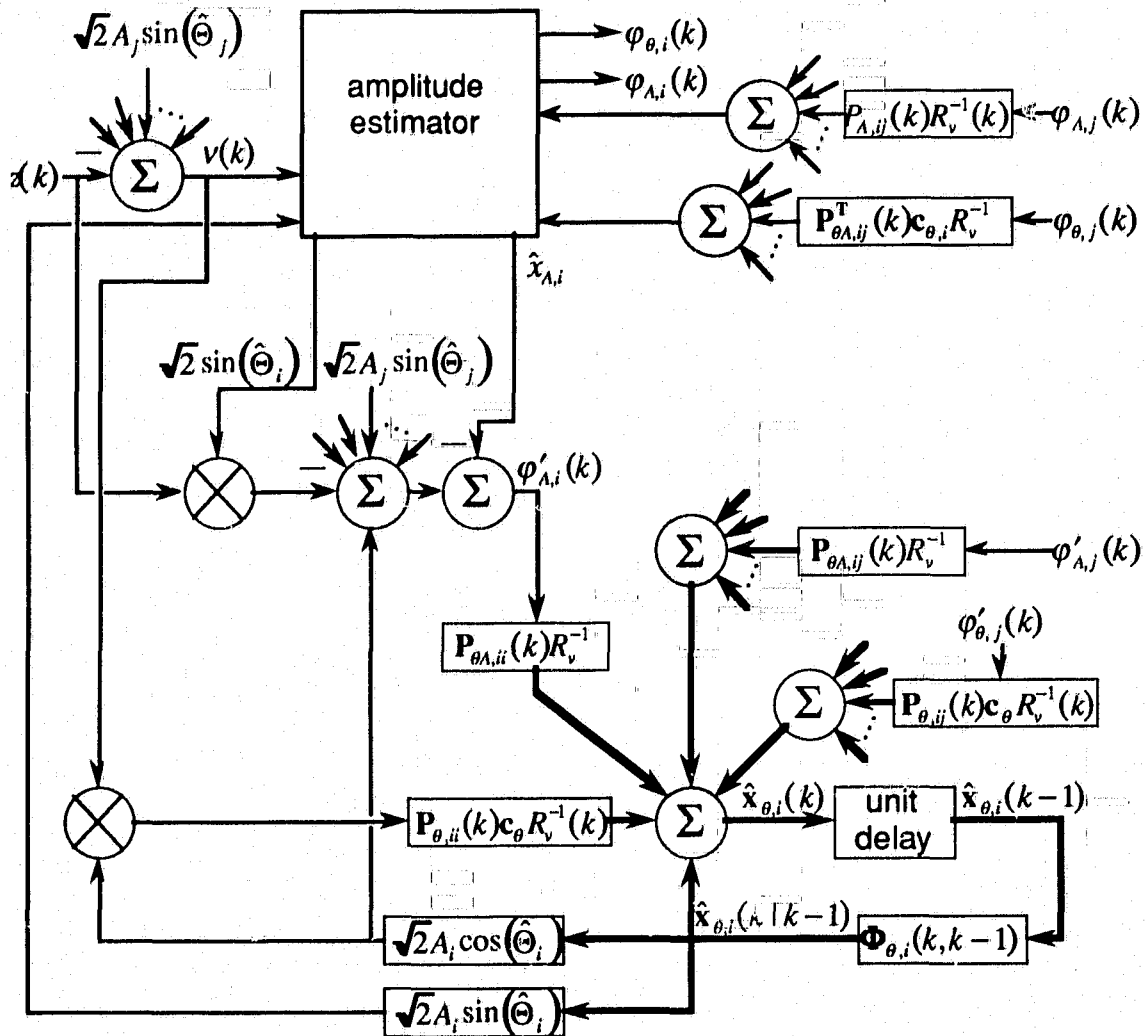 √2A_j sin(Θ̂_j)
amplitude
estimator
φ_θ,i(k)
φ_Λ,i(k)
Σ
P_Λ,ij(k)R_ν^−1(k)
φ_Λ,j(k)
z(k)
−
Σ
ν(k)
Σ
P^T_θΛ,ij(k)c_θ,i R_ν^−1
φ_θ,j(k)
x̂_Λ,i
√2 sin(Θ̂_i)
√2A_j sin(Θ̂_j)
−
Σ
−
Σ
φ′_Λ,i(k)
Σ
P_θΛ,ij(k)R_ν^−1
φ′_Λ,j(k)
P_θΛ,ii(k)R_ν^−1
φ′_θ,j(k)
Σ
P_θ,ij(k)c_θ R_ν^−1(k)
P_θ,ii(k)c_θ R_ν^−1(k)
Σ
x̂_θ,i(k)
unit
delay
x̂_θ,i(k−1)
√2A_i cos(Θ̂_i)
x̂_θ,i(k|k−1)
Φ_θ,i(k,k−1)
√2A_i sin(Θ̂_i)